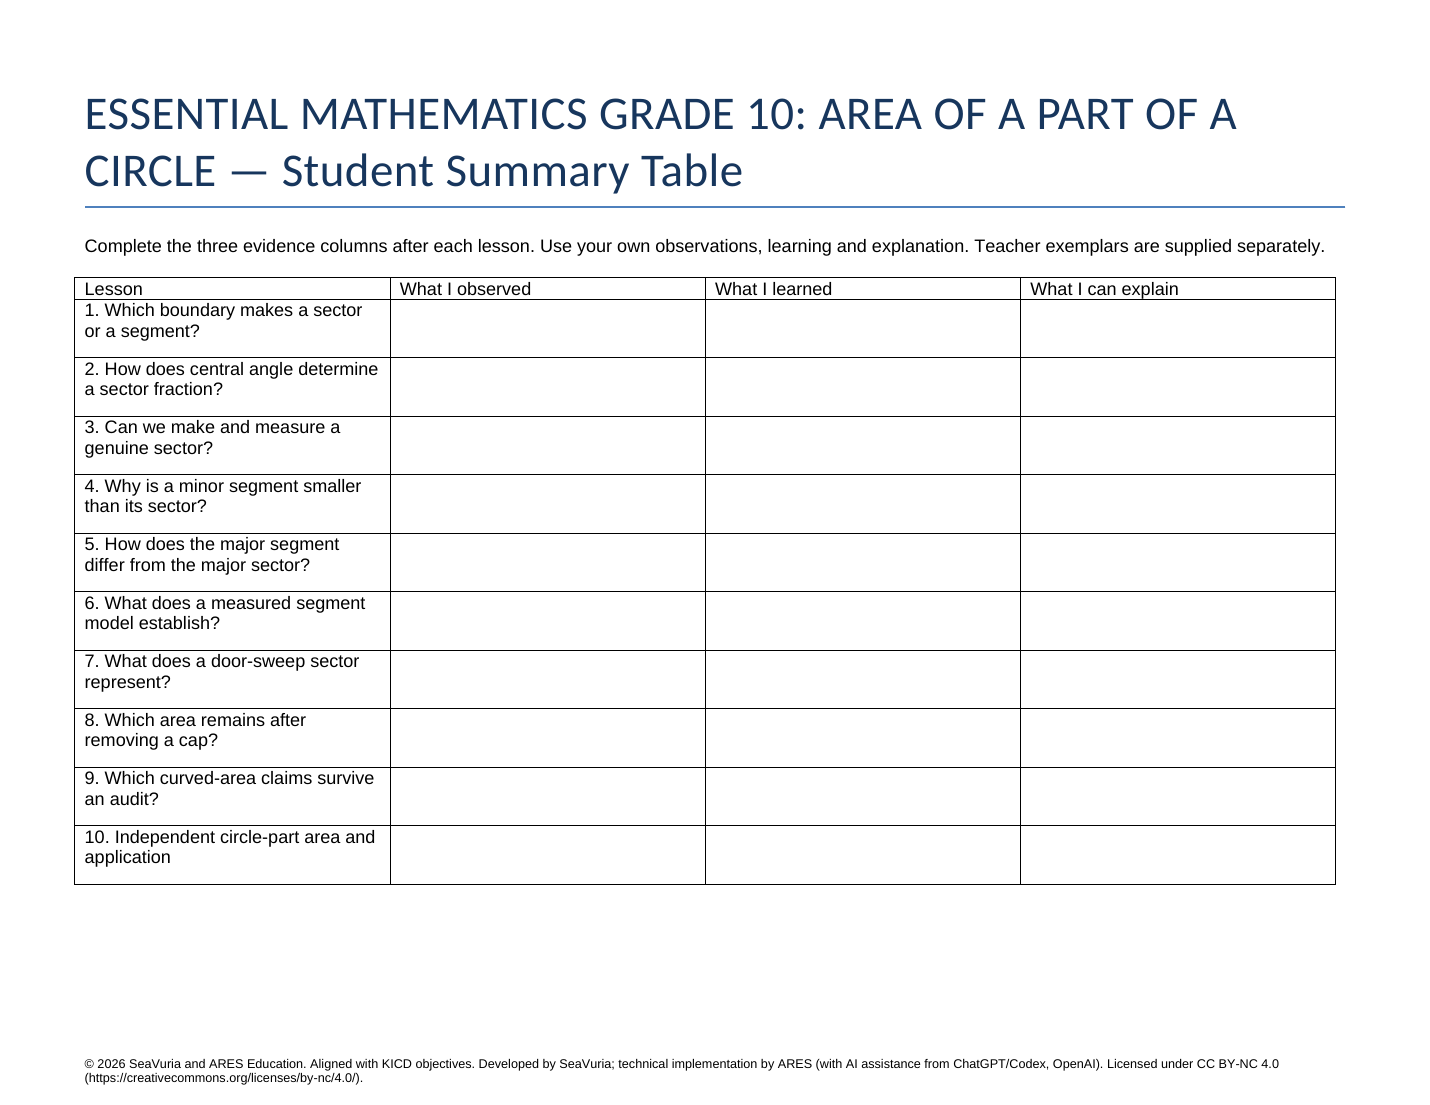 ESSENTIAL MATHEMATICS GRADE 10: AREA OF A PART OF A
CIRCLE — Student Summary Table
Complete the three evidence columns after each lesson. Use your own observations, learning and explanation. Teacher exemplars are supplied separately.
Lesson What I observed What I learned What I can explain
1. Which boundary makes a sector
or a segment?
2. How does central angle determine
a sector fraction?
3. Can we make and measure a
genuine sector?
4. Why is a minor segment smaller
than its sector?
5. How does the major segment
differ from the major sector?
6. What does a measured segment
model establish?
7. What does a door-sweep sector
represent?
8. Which area remains after
removing a cap?
9. Which curved-area claims survive
an audit?
10. Independent circle-part area and
application
© 2026 SeaVuria and ARES Education. Aligned with KICD objectives. Developed by SeaVuria; technical implementation by ARES (with AI assistance from ChatGPT/Codex, OpenAI). Licensed under CC BY-NC 4.0
(https://creativecommons.org/licenses/by-nc/4.0/).